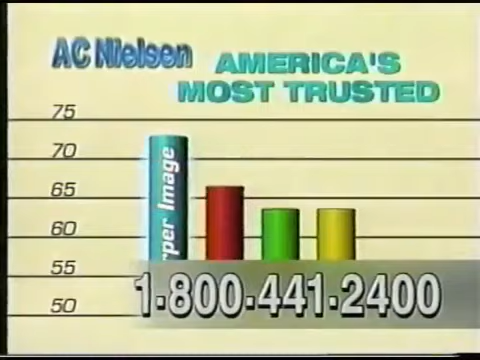 AC Nielsen
AMERICA'S
MOST TRUSTED
75
70
65
60
55
50
rper Image
1-800-441-2400